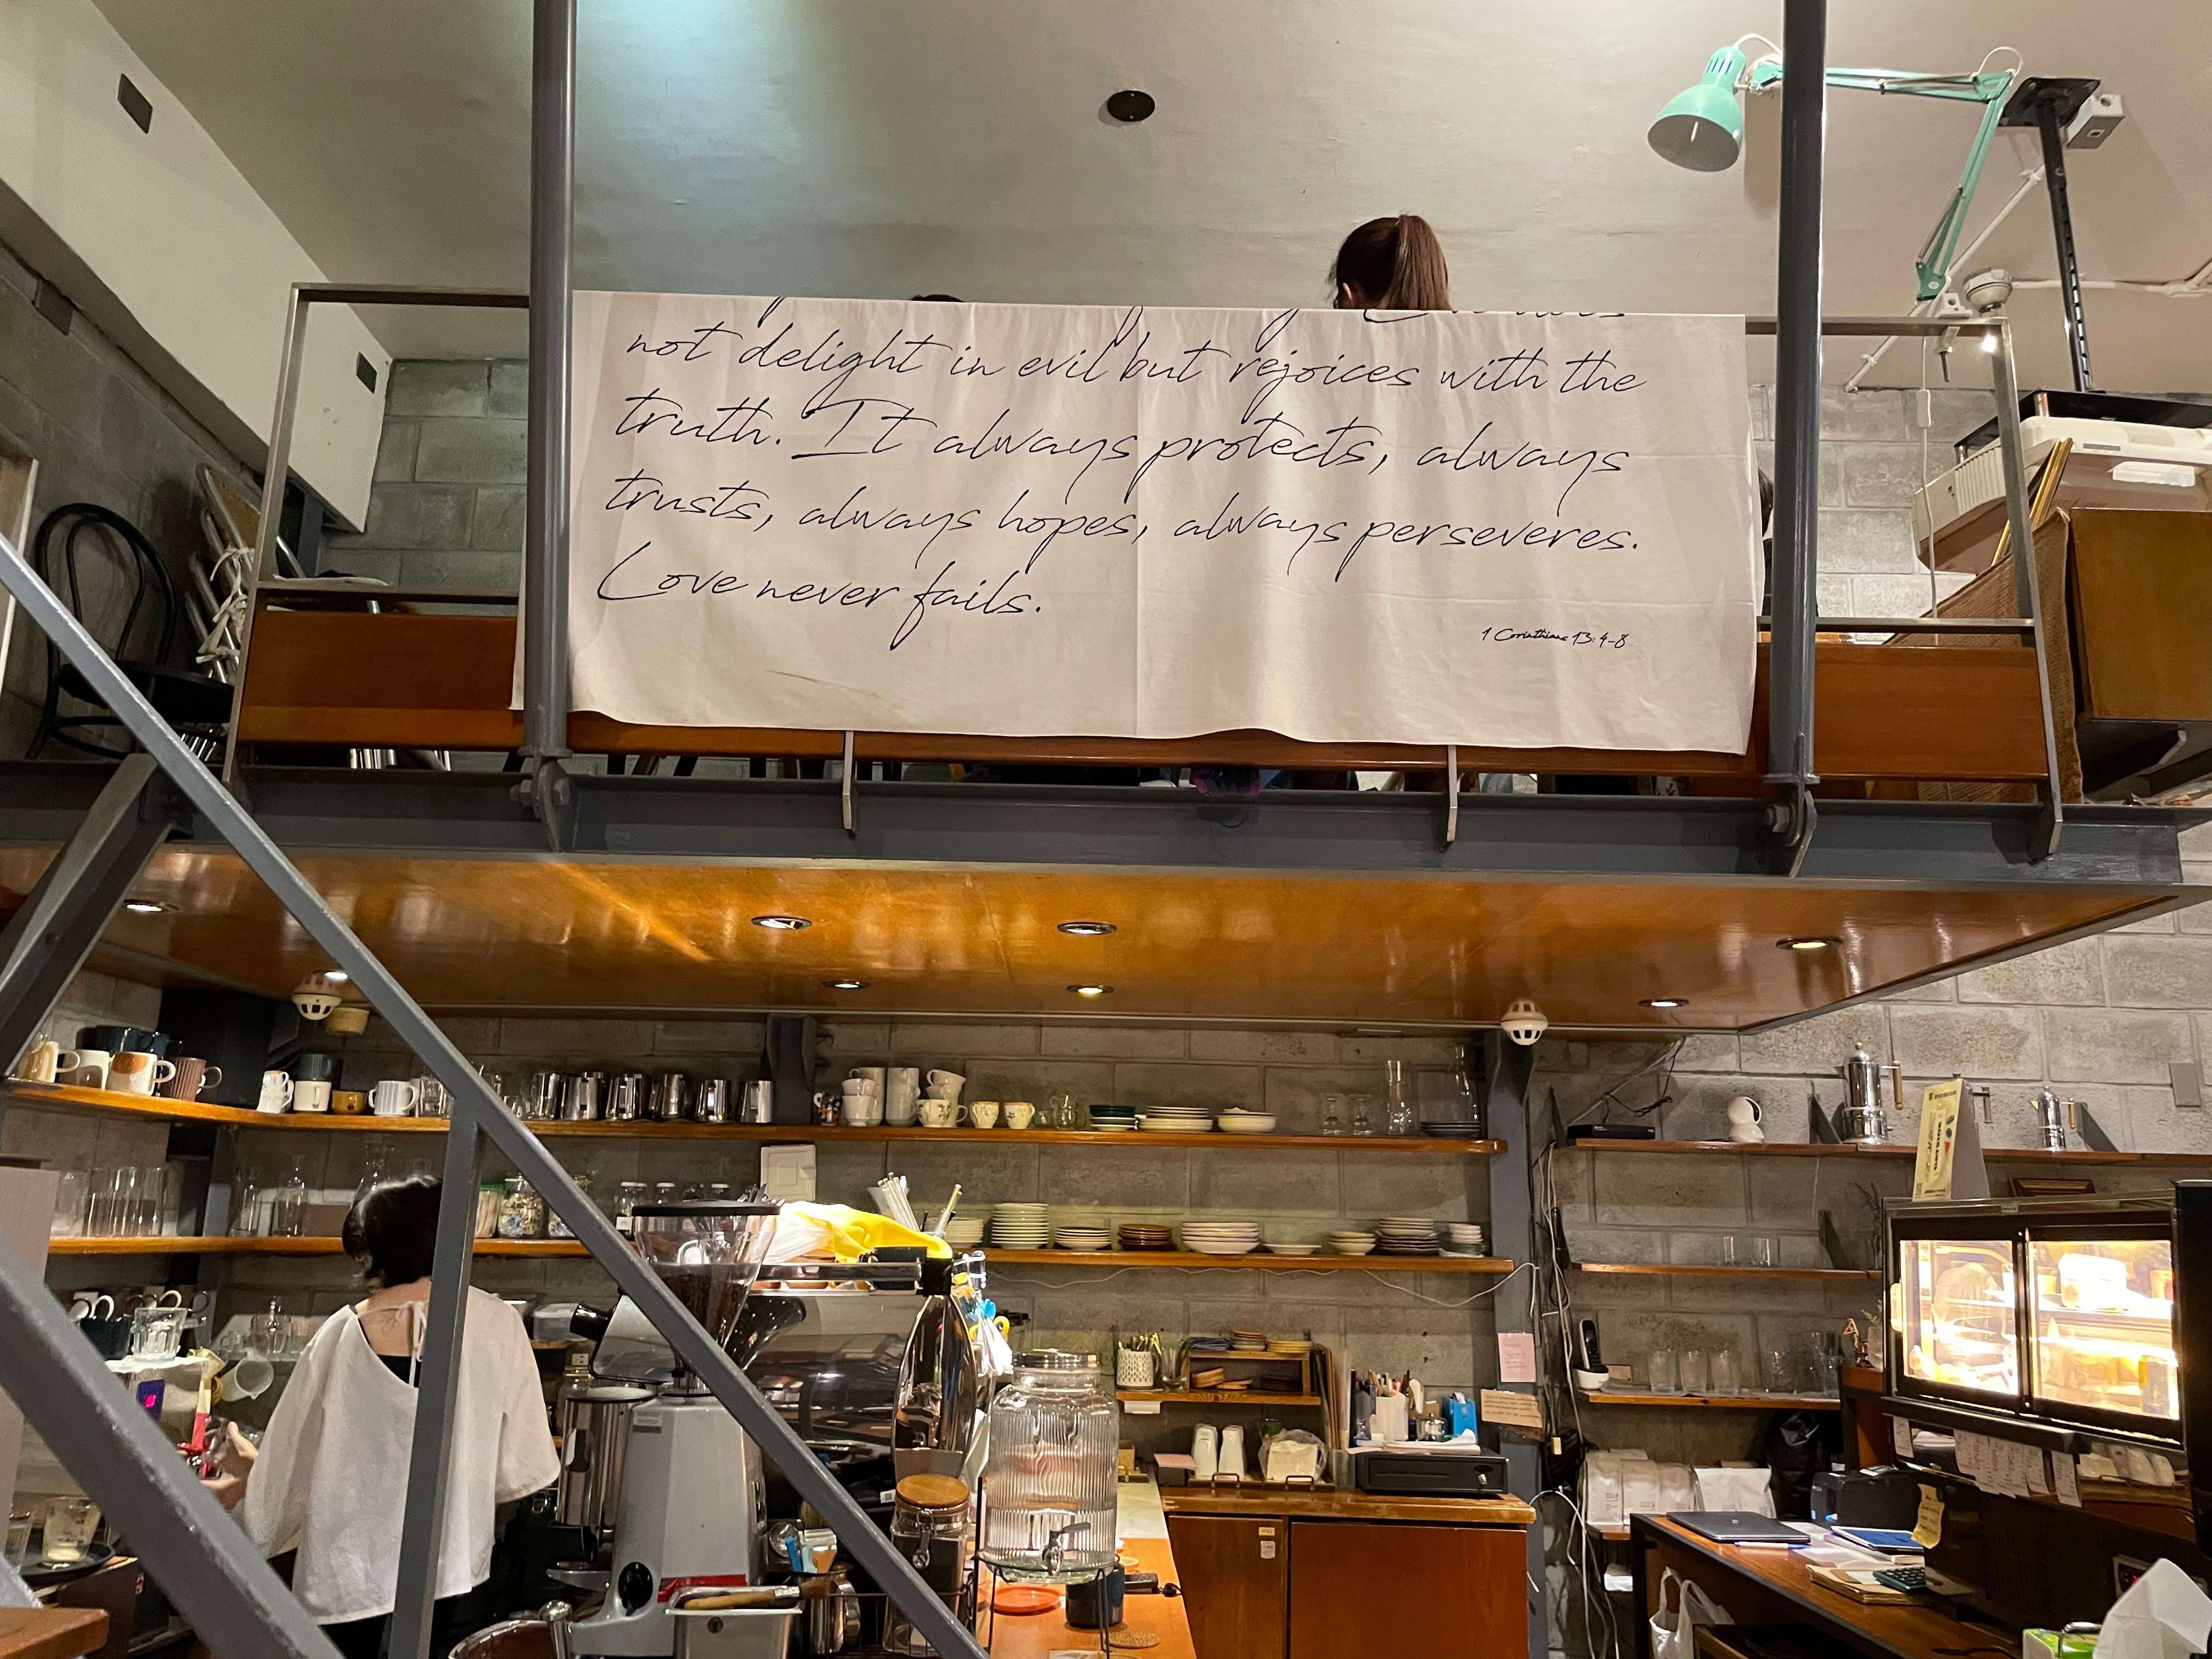 not delight in evil but rejoices with the
truth. It always protects, always
trusts, always hopes, always perseveres.
Love never fails.
1 Corinthians 13:4-8